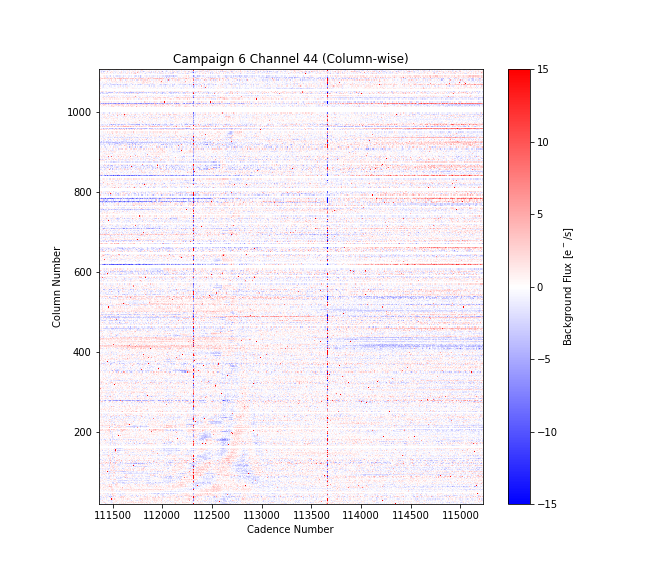 Campaign 6 Channel 44 (Column-wise)
1000
800
600
400
200
Column Number
111500 112000 112500 113000 113500 114000 114500 115000
Cadence Number
15
10
5
0
−5
−10
−15
Background Flux [e⁻/s]